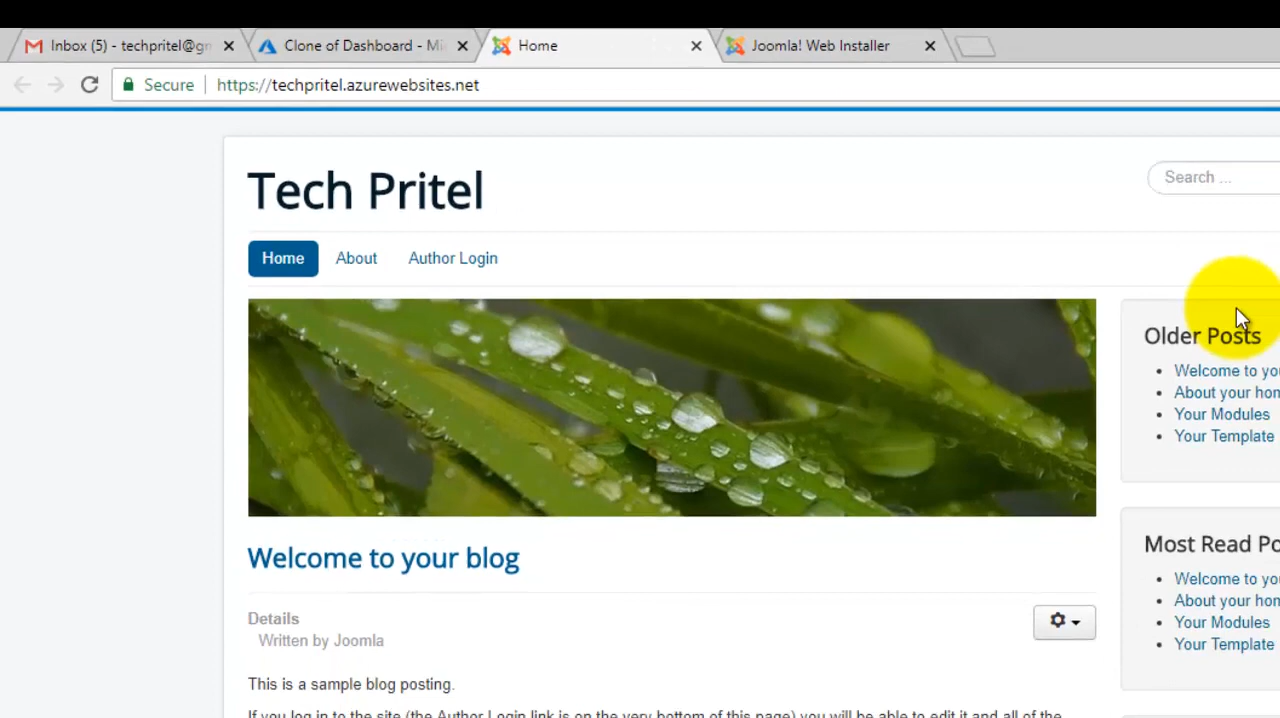 Inbox (5) - techpritel@gm
Clone of Dashboard - Mi
Home
Joomla! Web Installer
Secure
https://techpritel.azurewebsites.net
Tech Pritel
Search ...
Home
About
Author Login
Older Posts
Welcome to you
About your hom
Your Modules
Your Template
Welcome to your blog
Most Read Po
Welcome to you
About your hom
Your Modules
Your Template
Details
Written by Joomla
This is a sample blog posting.
If you log in to the site (the Author Login link is on the very bottom of this page) you will be able to edit it and all of the